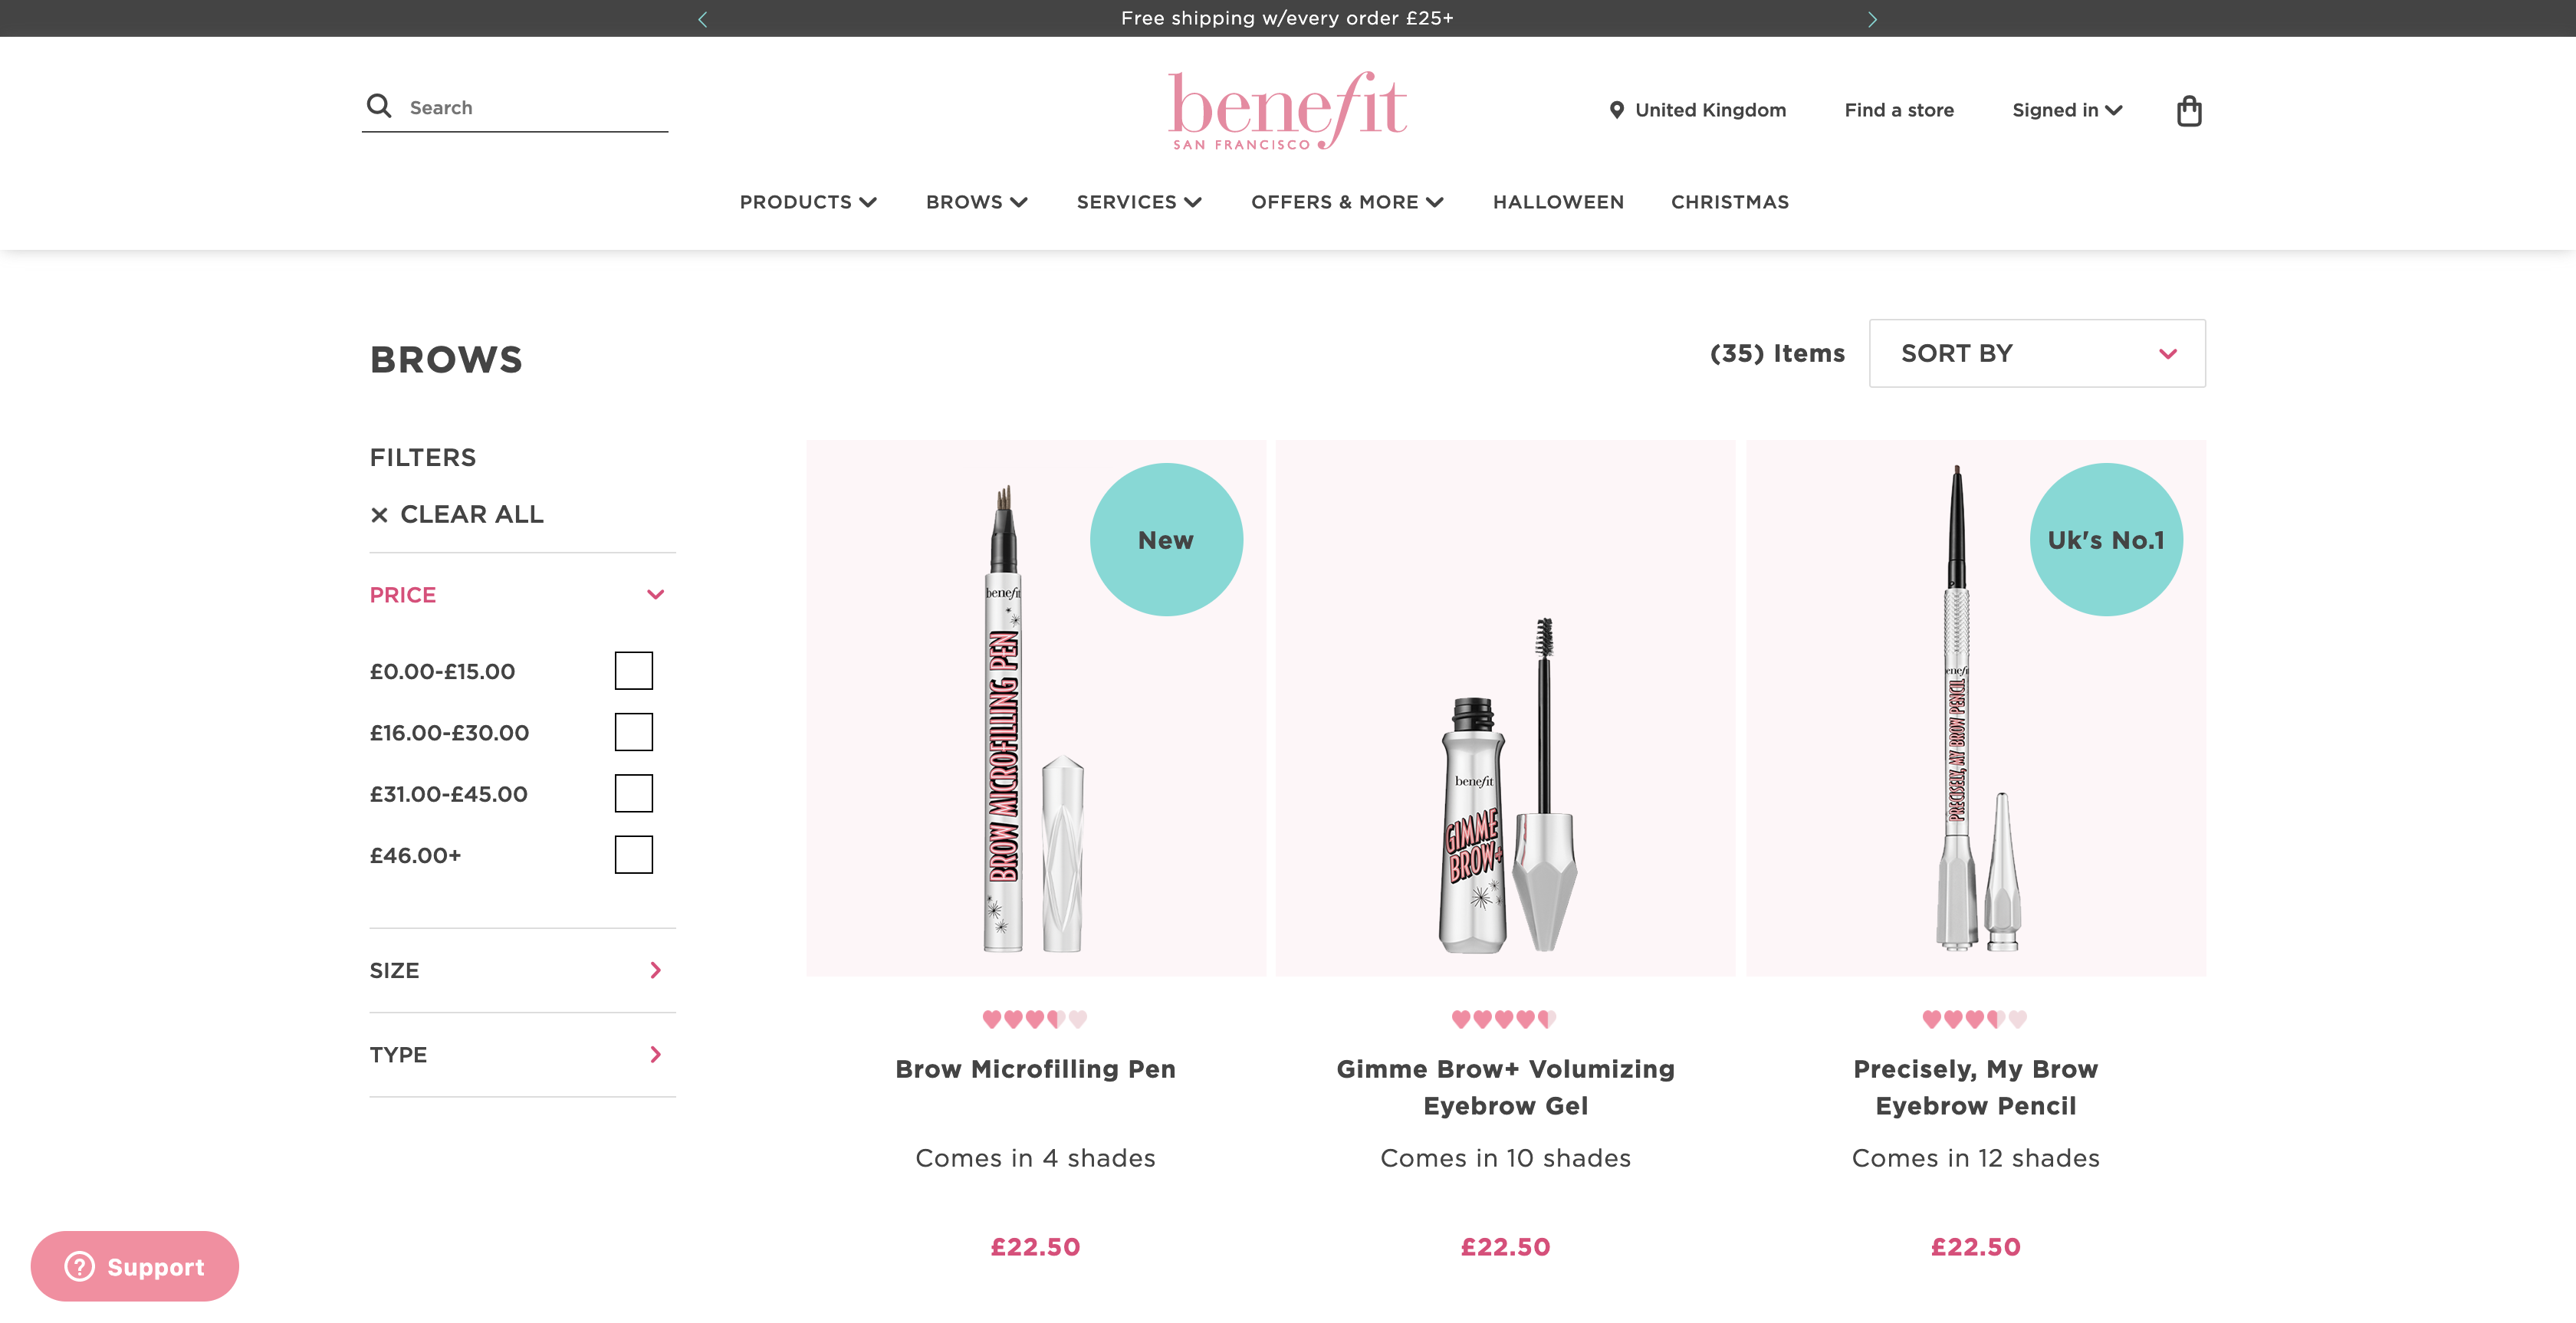 Free shipping w/every order £25+
Search
benefit
SAN FRANCISCO
United Kingdom
Find a store
Signed in
PRODUCTS
BROWS
SERVICES
OFFERS & MORE
HALLOWEEN
CHRISTMAS
BROWS
(35) Items
SORT BY
FILTERS
CLEAR ALL
PRICE
£0.00-£15.00
£16.00-£30.00
£31.00-£45.00
£46.00+
SIZE
TYPE
New
benefit
BROW MICROFILLING PEN
Brow Microfilling Pen
Comes in 4 shades
£22.50
benefit
GIMME
BROW+
Gimme Brow+ Volumizing
Eyebrow Gel
Comes in 10 shades
£22.50
Uk's No.1
benefit
PRECISELY, MY BROW PENCIL
Precisely, My Brow
Eyebrow Pencil
Comes in 12 shades
£22.50
Support